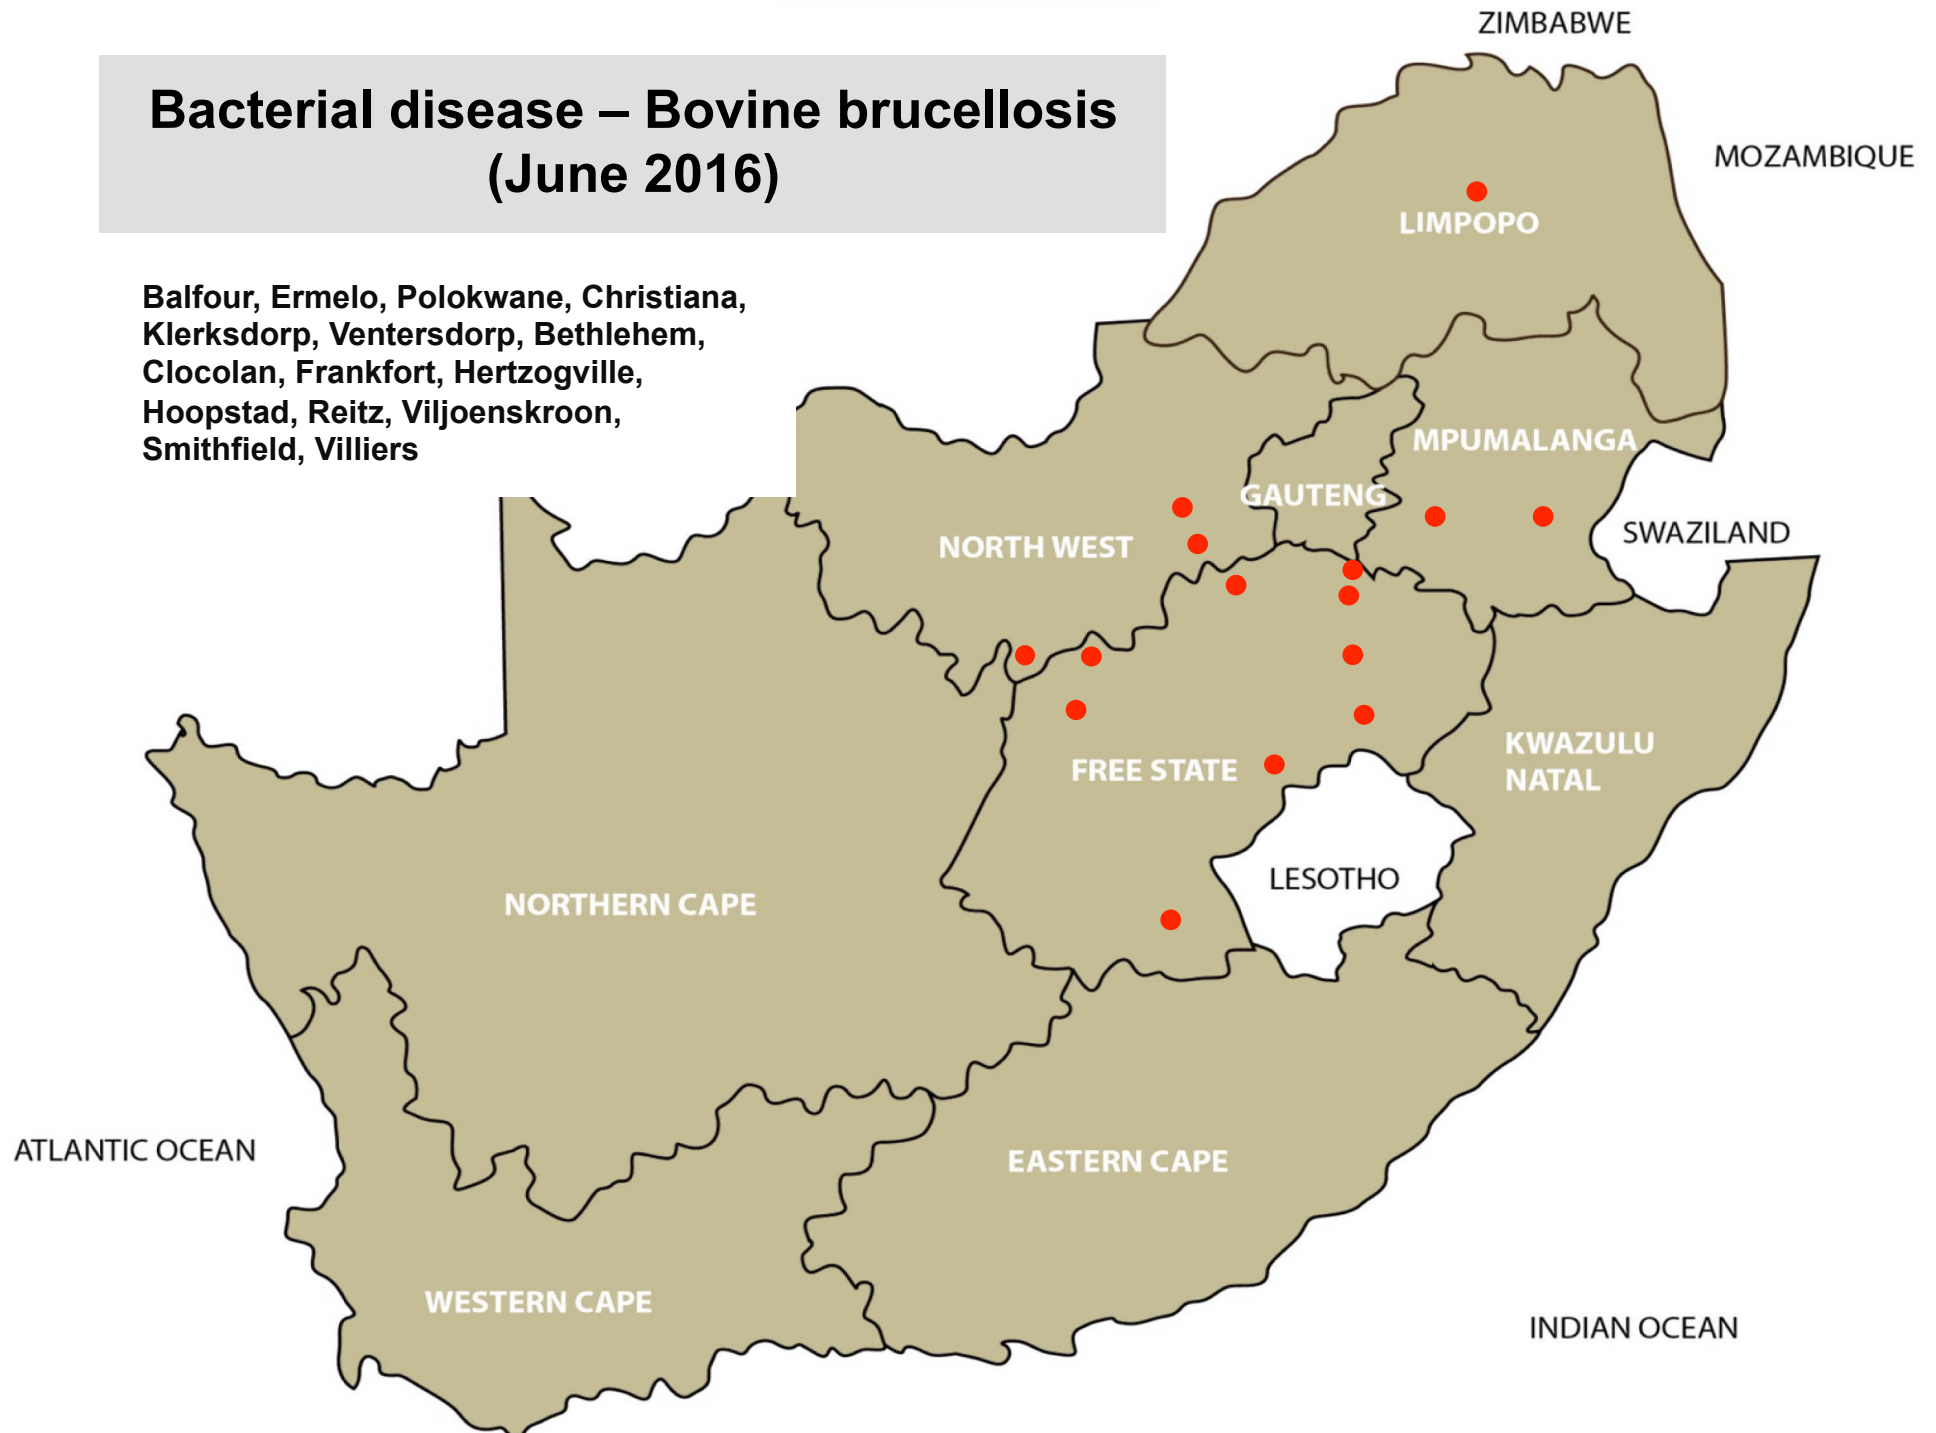 ZIMBABWE
Bacterial disease – Bovine brucellosis
(June 2016)
MOZAMBIQUE
LIMPOPO
Balfour, Ermelo, Polokwane, Christiana,
Klerksdorp, Ventersdorp, Bethlehem,
Clocolan, Frankfort, Hertzogville,
Hoopstad, Reitz, Viljoenskroon,
Smithfield, Villiers
MPUMALANGA
GAUTENG
SWAZILAND
NORTH WEST
KWAZULU
NATAL
FREE STATE
LESOTHO
NORTHERN CAPE
ATLANTIC OCEAN
EASTERN CAPE
WESTERN CAPE
INDIAN OCEAN